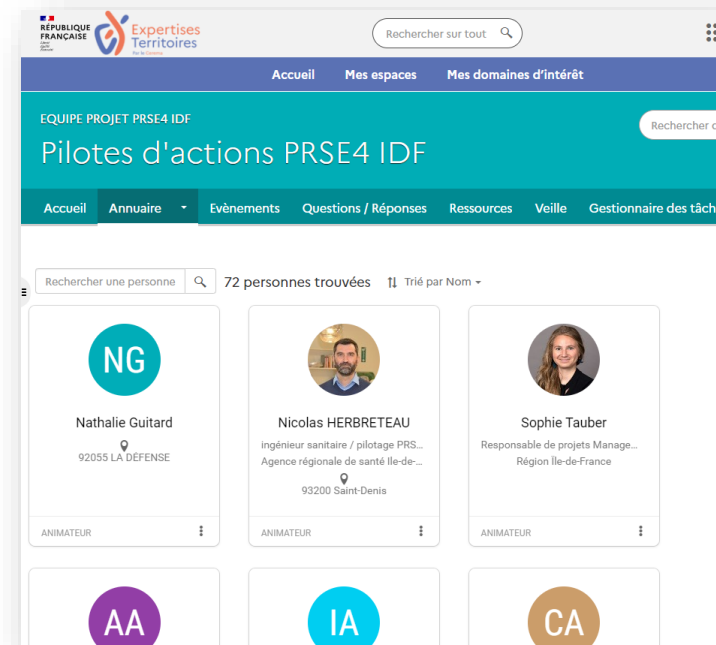 RÉPUBLIQUE
FRANÇAISE
Expertises
Territoires
Rechercher sur tout
Accueil Mes espaces Mes domaines d'intérêt
EQUIPE PROJET PRSE4 IDF
Pilotes d'actions PRSE4 IDF
Rechercher d
Accueil Annuaire Evènements Questions / Réponses Ressources Veille Gestionnaire des tâch
Rechercher une personne 72 personnes trouvées Trié par Nom
NG
Nathalie Guitard
92055 LA DÉFENSE
ANIMATEUR
Nicolas HERBRETEAU
ingénieur sanitaire / pilotage PRS...
Agence régionale de santé Ile-de-...
93200 Saint-Denis
ANIMATEUR
Sophie Tauber
Responsable de projets Manage...
Région Île-de-France
ANIMATEUR
AA
IA
CA